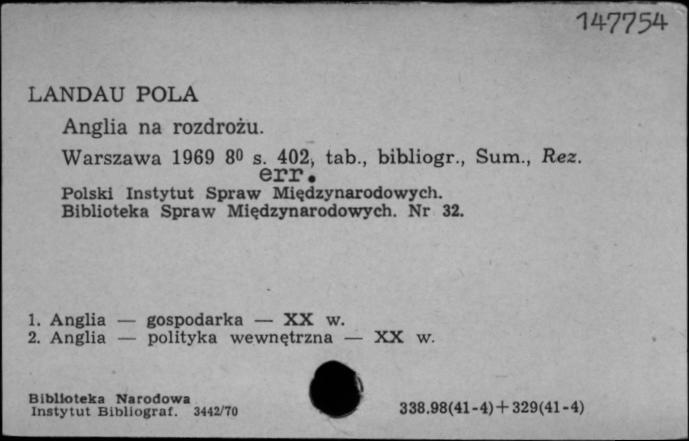 147754
LANDAU POLA
Anglia na rozdrożu.
Warszawa 1969 8⁰ s. 402, tab., bibliogr., Sum., Rez.
err.
Polski Instytut Spraw Międzynarodowych.
Biblioteka Spraw Międzynarodowych. Nr 32.
1. Anglia — gospodarka — XX w.
2. Anglia — polityka wewnętrzna — XX w.
Biblioteka Narodowa
Instytut Bibliograf. 3442/70
338.98(41-4)+329(41-4)